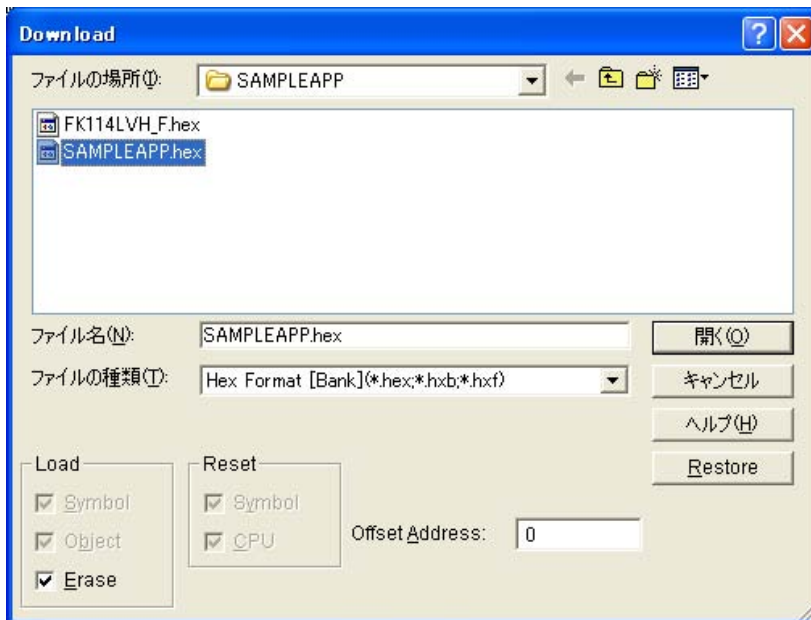 Download
ファイルの場所(I):
SAMPLEAPP
FK114LVH_F.hex
SAMPLEAPP.hex
ファイル名(N):
SAMPLEAPP.hex
開く(O)
ファイルの種類(T):
Hex Format [Bank](*.hex;*.hxb;*.hxf)
キャンセル
ヘルプ(H)
Restore
Load
Symbol
Object
Erase
Reset
Symbol
CPU
Offset Address:
0